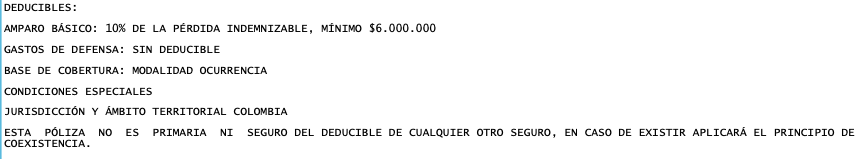 DEDUCIBLES:
AMPARO BÁSICO: 10% DE LA PÉRDIDA INDEMNIZABLE, MÍNIMO $6.000.000
GASTOS DE DEFENSA: SIN DEDUCIBLE
BASE DE COBERTURA: MODALIDAD OCURRENCIA
CONDICIONES ESPECIALES
JURISDICCIÓN Y ÁMBITO TERRITORIAL COLOMBIA
ESTA PÓLIZA NO ES PRIMARIA NI SEGURO DEL DEDUCIBLE DE CUALQUIER OTRO SEGURO, EN CASO DE EXISTIR APLICARÁ EL PRINCIPIO DE
COEXISTENCIA.